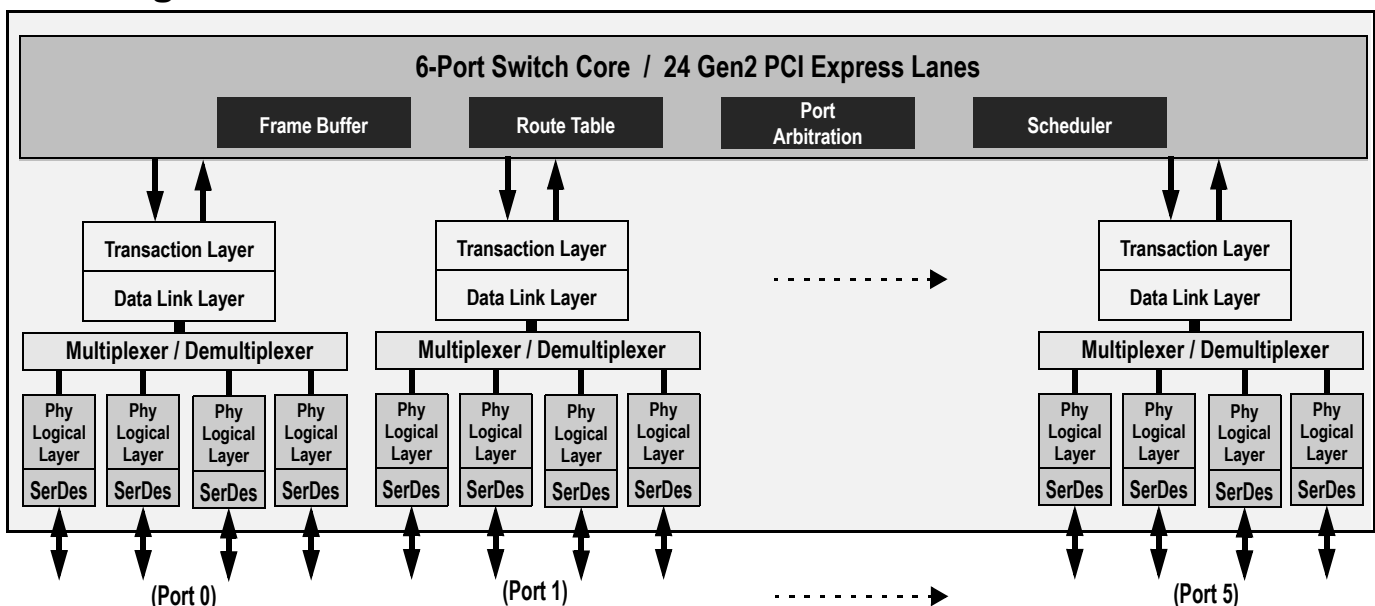 6-Port Switch Core / 24 Gen2 PCI Express Lanes
Frame Buffer
Route Table
Port
Arbitration
Scheduler
Transaction Layer
Data Link Layer
Multiplexer / Demultiplexer
Phy
Logical
Layer
SerDes
Phy
Logical
Layer
SerDes
Phy
Logical
Layer
SerDes
Phy
Logical
Layer
SerDes
(Port 0)
Transaction Layer
Data Link Layer
Multiplexer / Demultiplexer
Phy
Logical
Layer
SerDes
Phy
Logical
Layer
SerDes
Phy
Logical
Layer
SerDes
Phy
Logical
Layer
SerDes
(Port 1)
Transaction Layer
Data Link Layer
Multiplexer / Demultiplexer
Phy
Logical
Layer
SerDes
Phy
Logical
Layer
SerDes
Phy
Logical
Layer
SerDes
Phy
Logical
Layer
SerDes
(Port 5)